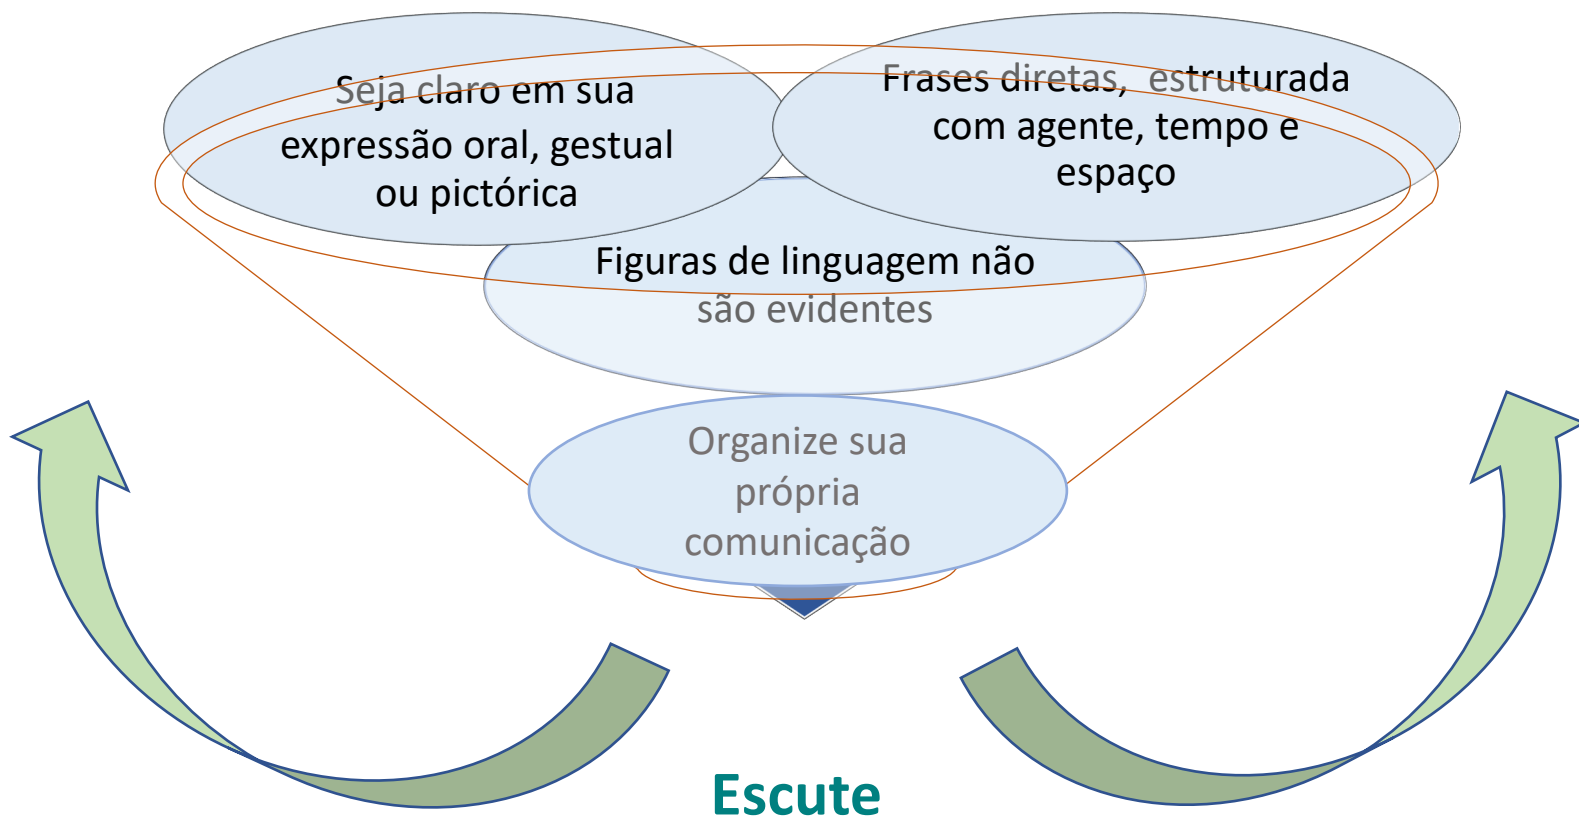 Seja claro em sua
expressão oral, gestual
ou pictórica
Frases diretas, estruturada
com agente, tempo e
espaço
Figuras de linguagem não
são evidentes
Organize sua
própria
comunicação
Escute